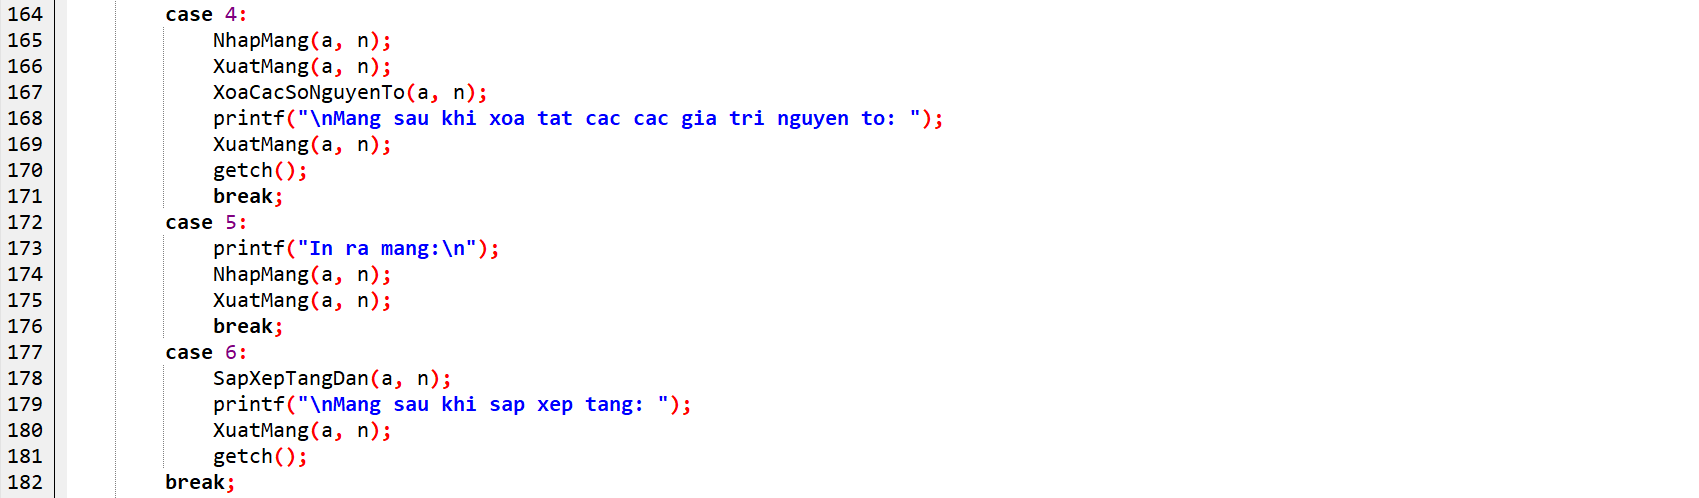 164 case 4:
165 NhapMang(a, n);
166 XuatMang(a, n);
167 XoaCacSoNguyenTo(a, n);
168 printf("\nMang sau khi xoa tat cac cac gia tri nguyen to: ");
169 XuatMang(a, n);
170 getch();
171 break;
172 case 5:
173 printf("In ra mang:\n");
174 NhapMang(a, n);
175 XuatMang(a, n);
176 break;
177 case 6:
178 SapXepTangDan(a, n);
179 printf("\nMang sau khi sap xep tang: ");
180 XuatMang(a, n);
181 getch();
182 break;